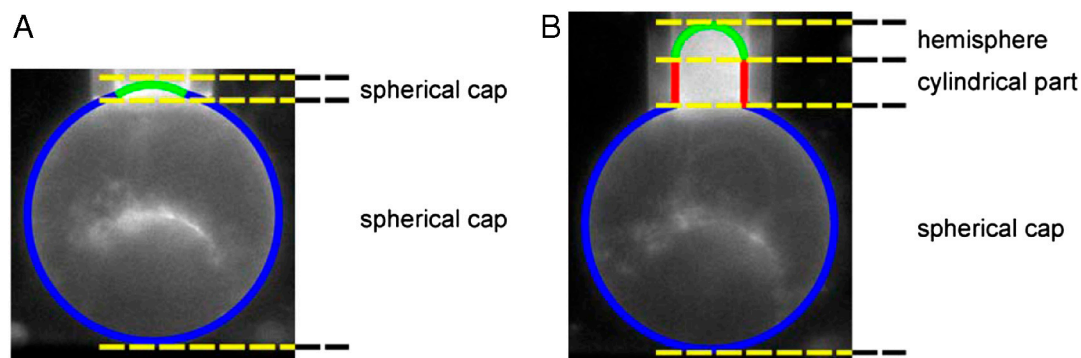 A
spherical cap
spherical cap
B
hemisphere
cylindrical part
spherical cap